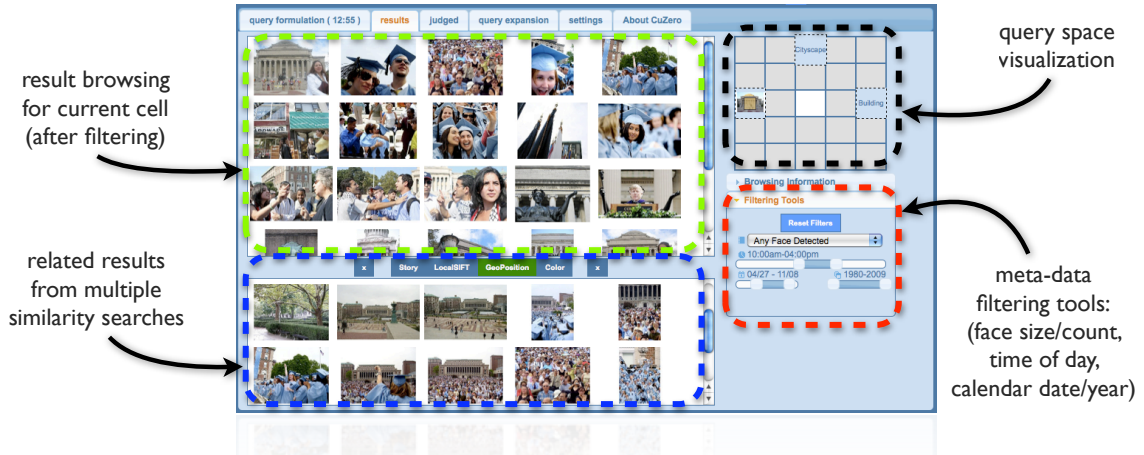 query formulation ( 12:55 )
results
judged
query expansion
settings
About CuZero
result browsing
for current cell
(after filtering)
related results
from multiple
similarity searches
x
Story
LocalSIFT
GeoPosition
Color
x
Cityscape
Building
Browsing Information
Filtering Tools
Reset Filters
Any Face Detected
10:00am-04:00pm
04/27 - 11/08
1980-2009
query space
visualization
meta-data
filtering tools:
(face size/count,
time of day,
calendar date/year)